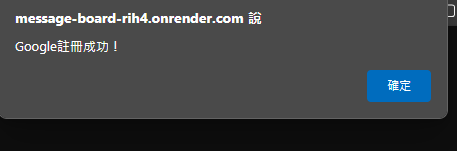 message-board-rih4.onrender.com 說
Google註冊成功！
確定